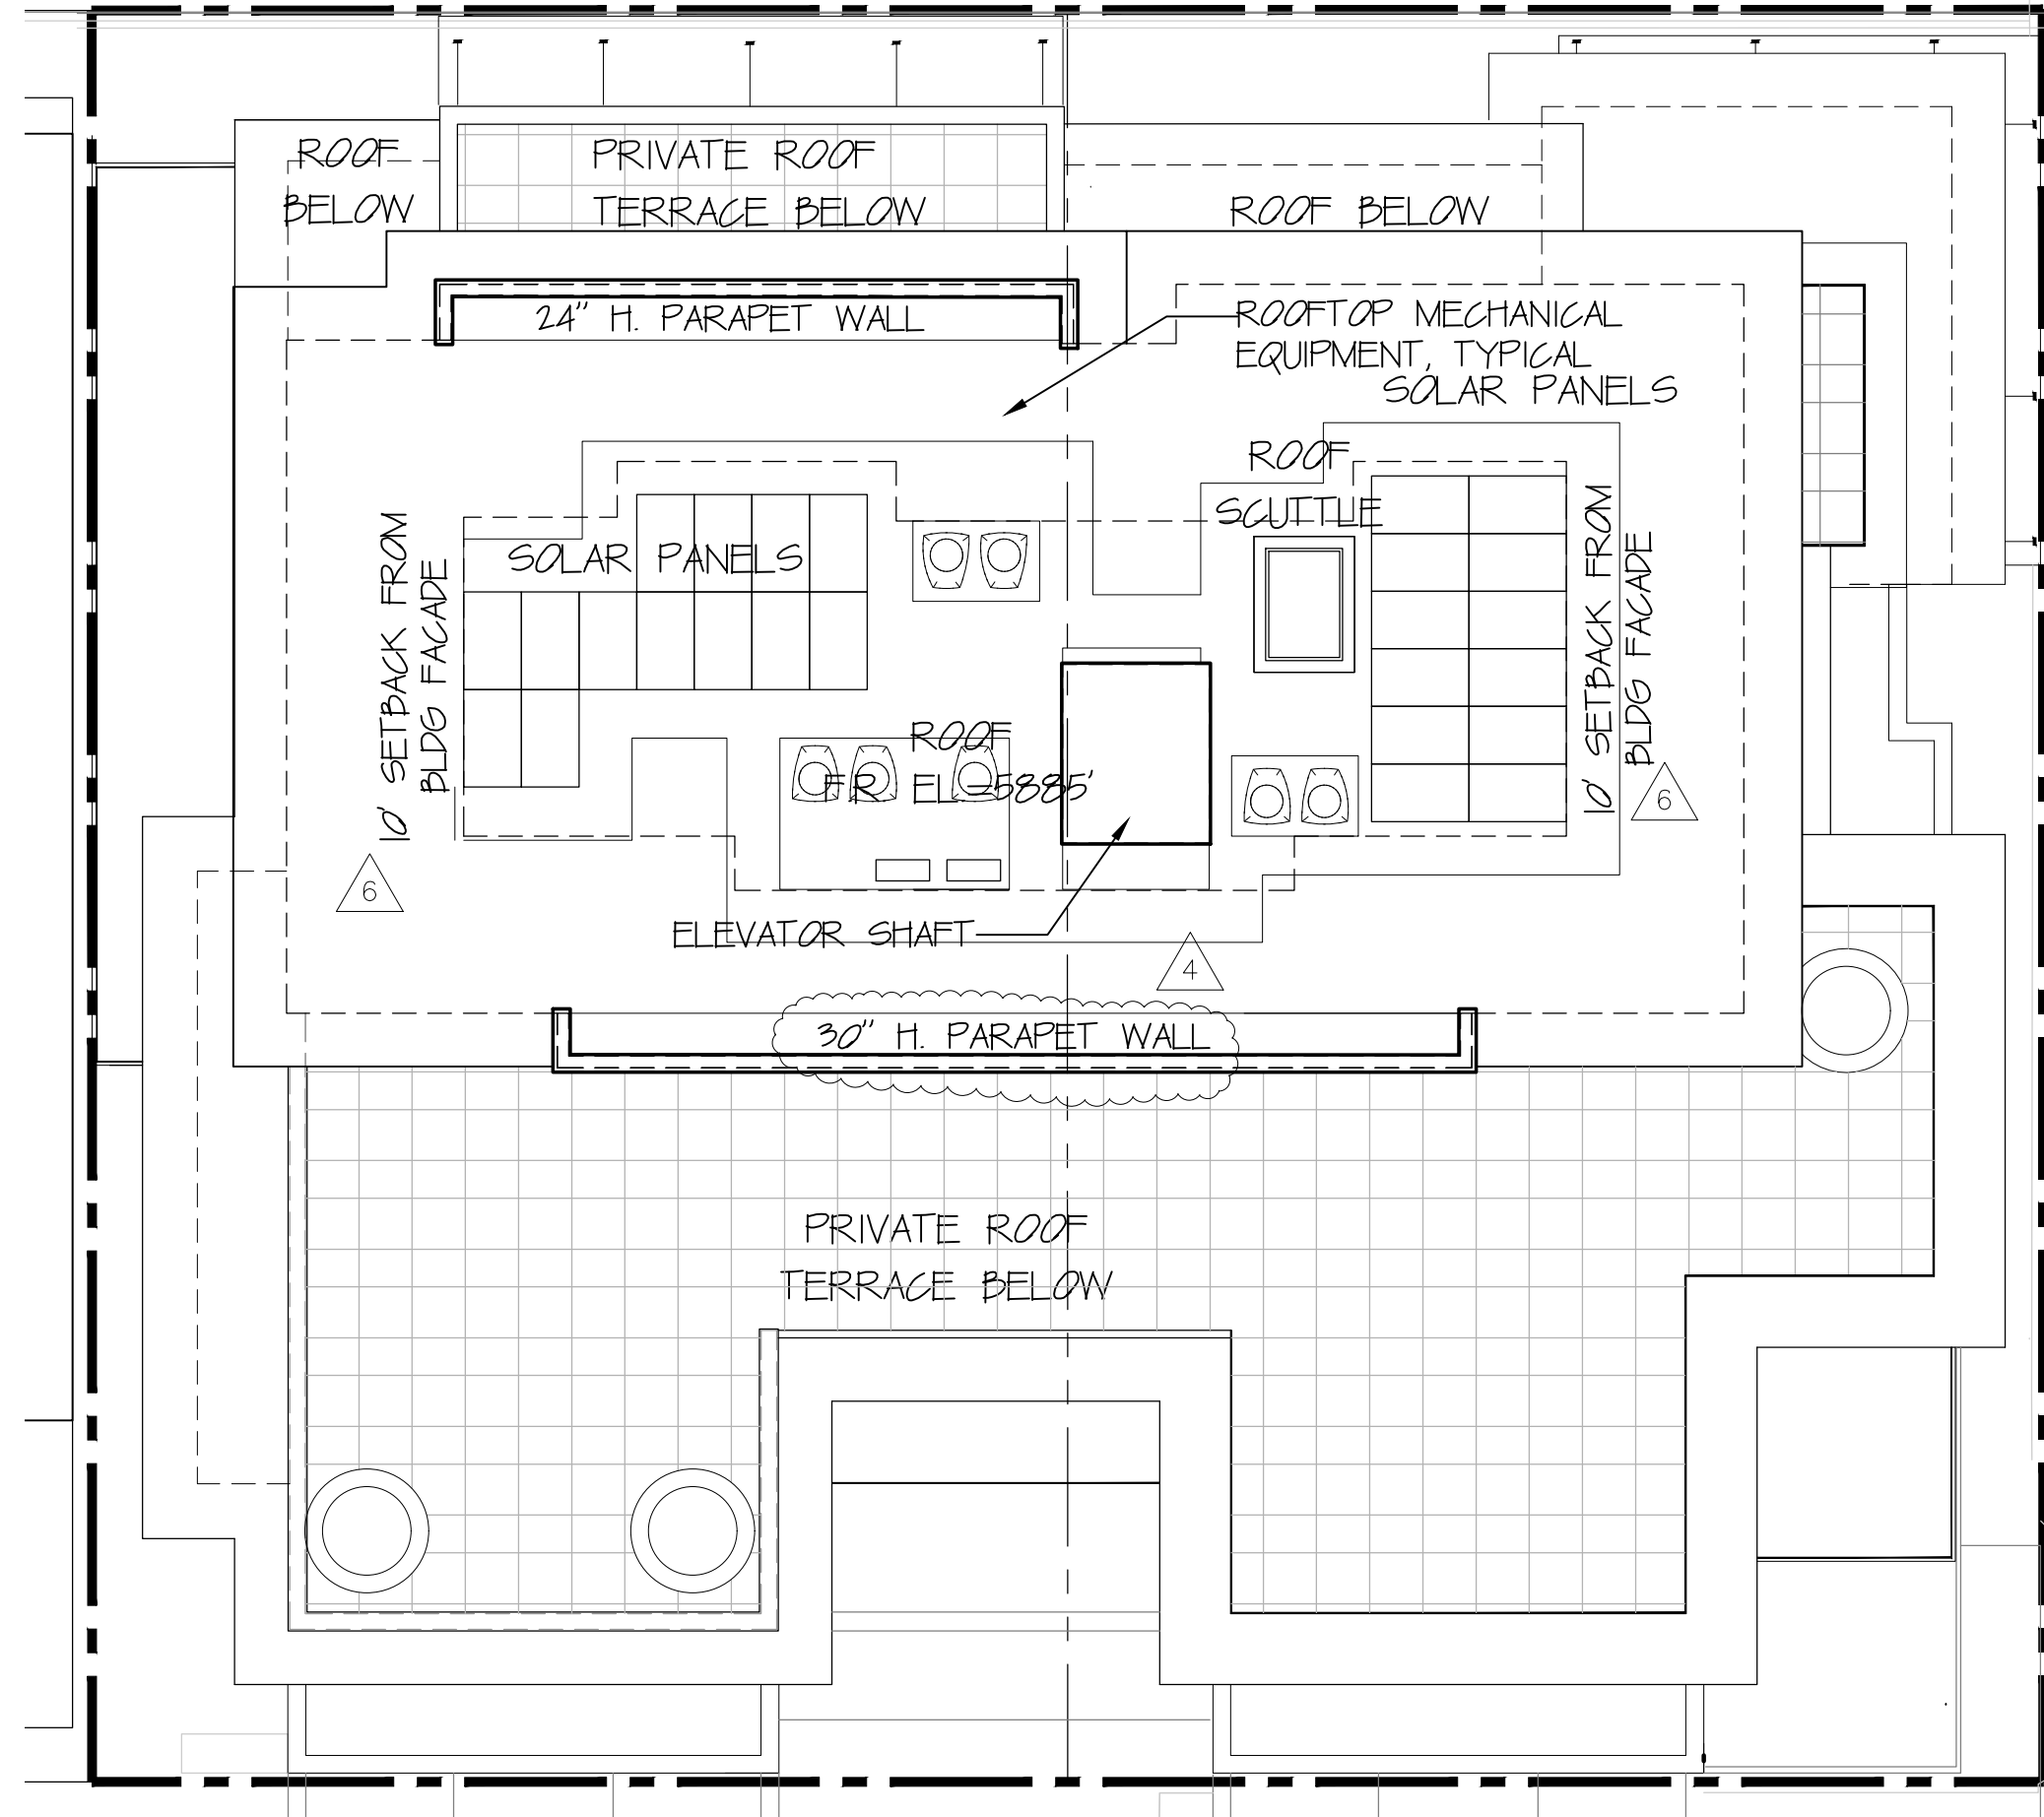 ROOF
BELOW
PRIVATE ROOF
TERRACE BELOW
ROOF BELOW
24" H. PARAPET WALL
ROOFTOP MECHANICAL
EQUIPMENT, TYPICAL
SOLAR PANELS
ROOF
SCUTTLE
SOLAR PANELS
10' SETBACK FROM
BLDG FACADE
10' SETBACK FROM
BLDG FACADE
ROOF
F.R. EL.=5885'
6
6
ELEVATOR SHAFT
4
30" H. PARAPET WALL
PRIVATE ROOF
TERRACE BELOW